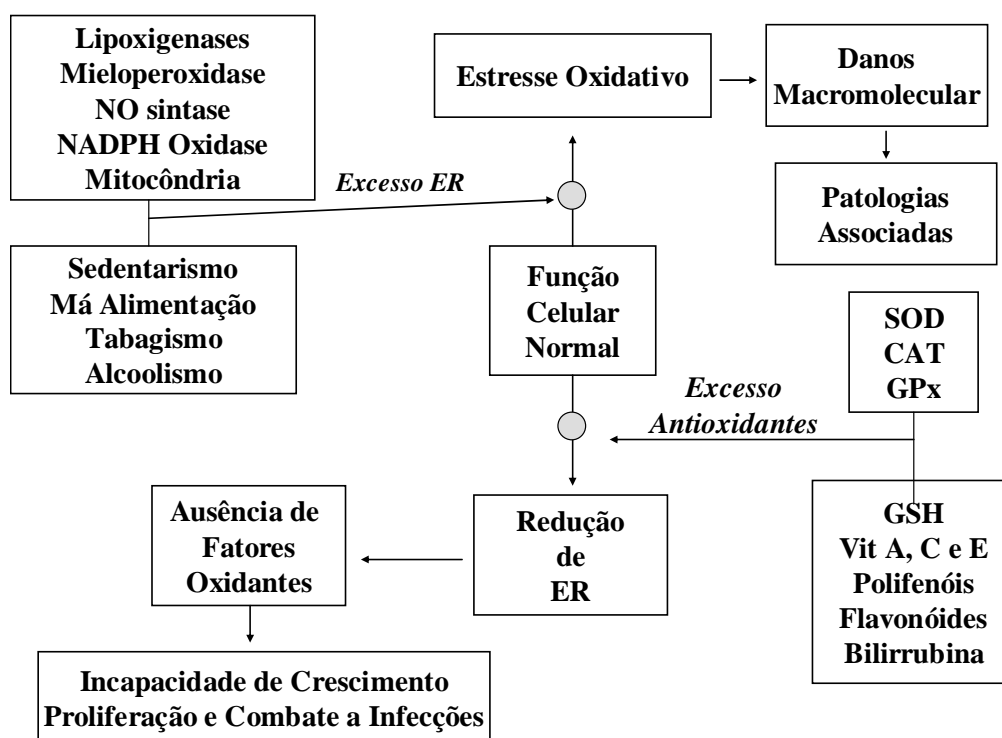 Lipoxigenases
Mieloperoxidase
NO sintase
NADPH Oxidase
Mitocôndria
Estresse Oxidativo
Danos
Macromolecular
Excesso ER
Patologias
Associadas
Sedentarismo
Má Alimentação
Tabagismo
Alcoolismo
Função
Celular
Normal
SOD
CAT
GPx
Excesso
Antioxidantes
Ausência de
Fatores
Oxidantes
Redução
de
ER
GSH
Vit A, C e E
Polifenóis
Flavonóides
Bilirrubina
Incapacidade de Crescimento
Proliferação e Combate a Infecções